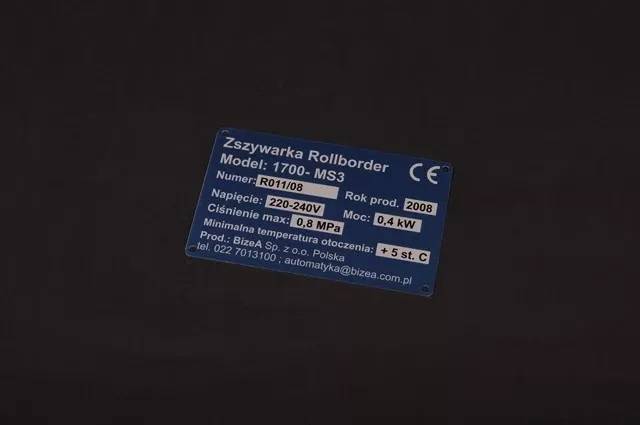 Zszywarka Rollborder
Model: 1700- MS3
CE
Numer: R011/08 Rok prod. 2008
Napięcie: 220-240V Moc: 0,4 kW
Ciśnienie max: 0,8 MPa
Minimalna temperatura otoczenia: + 5 st. C
Prod.: BizeA Sp. z o.o. Polska
tel. 022 7013100 ; automatyka@bizea.com.pl